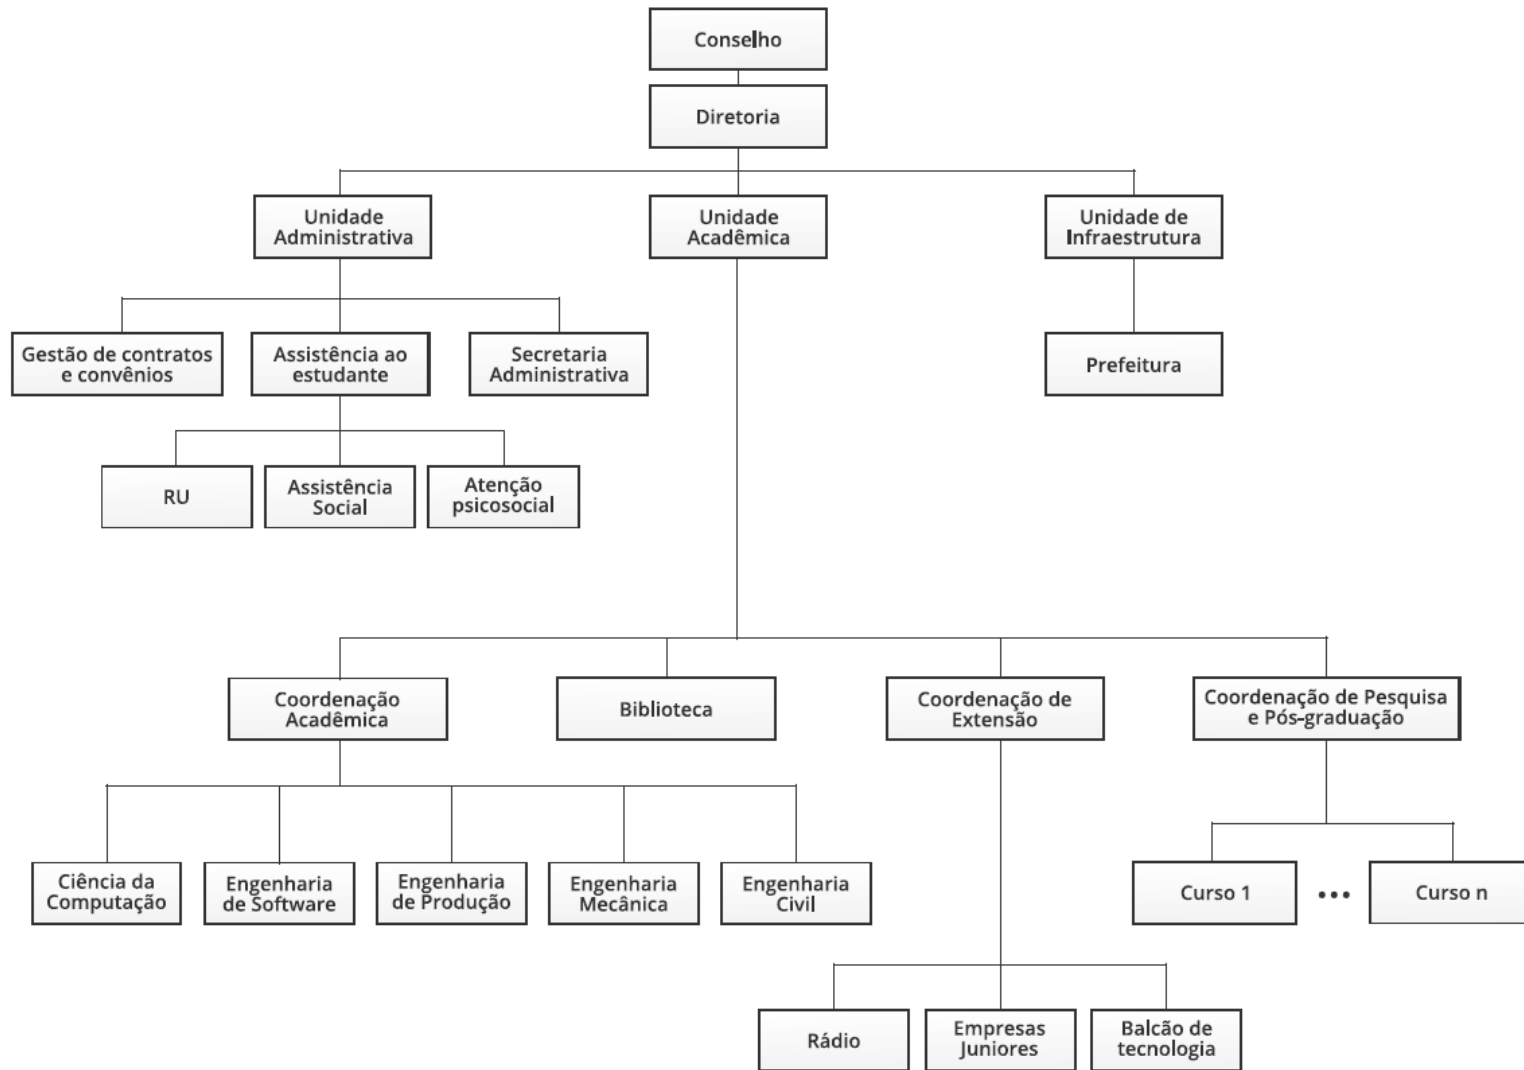 Conselho
Diretoria
Unidade
Administrativa
Unidade
Acadêmica
Unidade de
Infraestrutura
Gestão de contratos
e convênios
Assistência ao
estudante
Secretaria
Administrativa
Prefeitura
RU
Assistência
Social
Atenção
psicosocial
Coordenação
Acadêmica
Biblioteca
Coordenação de
Extensão
Coordenação de Pesquisa
e Pós-graduação
Ciência da
Computação
Engenharia
de Software
Engenharia
de Produção
Engenharia
Mecânica
Engenharia
Civil
Curso 1
...
Curso n
Rádio
Empresas
Juniores
Balcão de
tecnologia